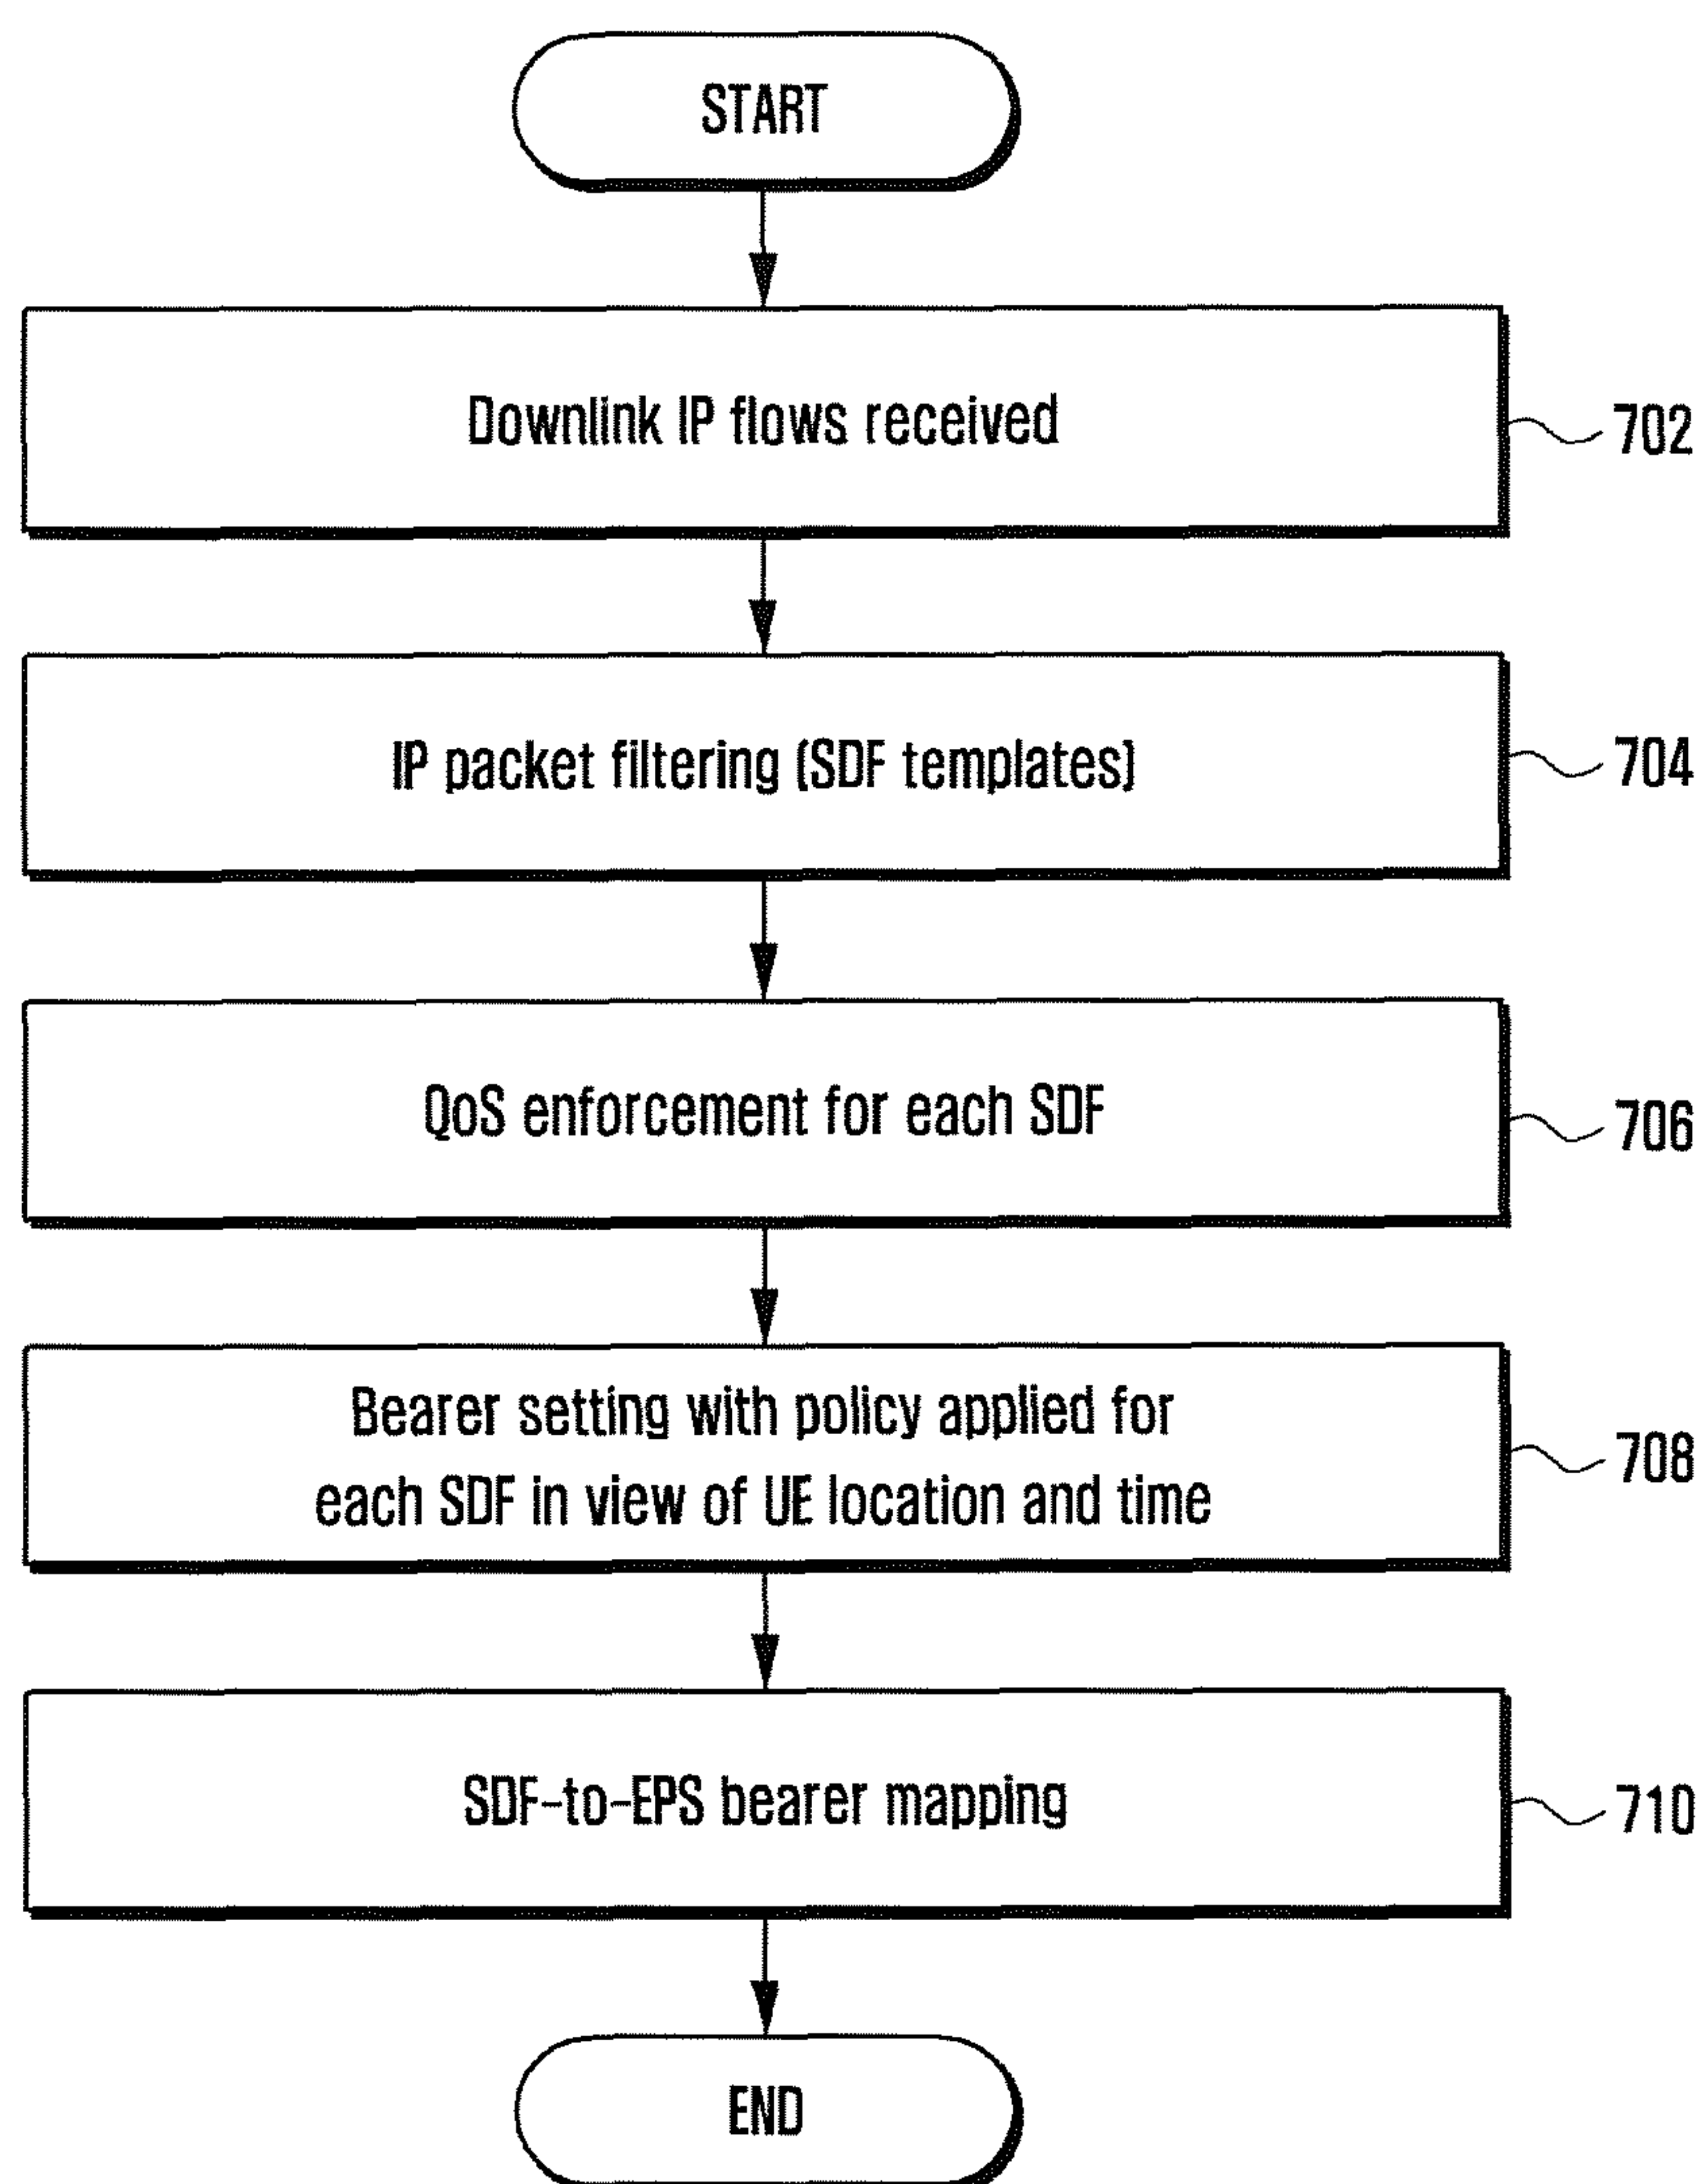 START
Downlink IP flows received
702
IP packet filtering (SDF templates)
704
QoS enforcement for each SDF
706
Bearer setting with policy applied for
each SDF in view of UE location and time
708
SDF-to-EPS bearer mapping
710
END